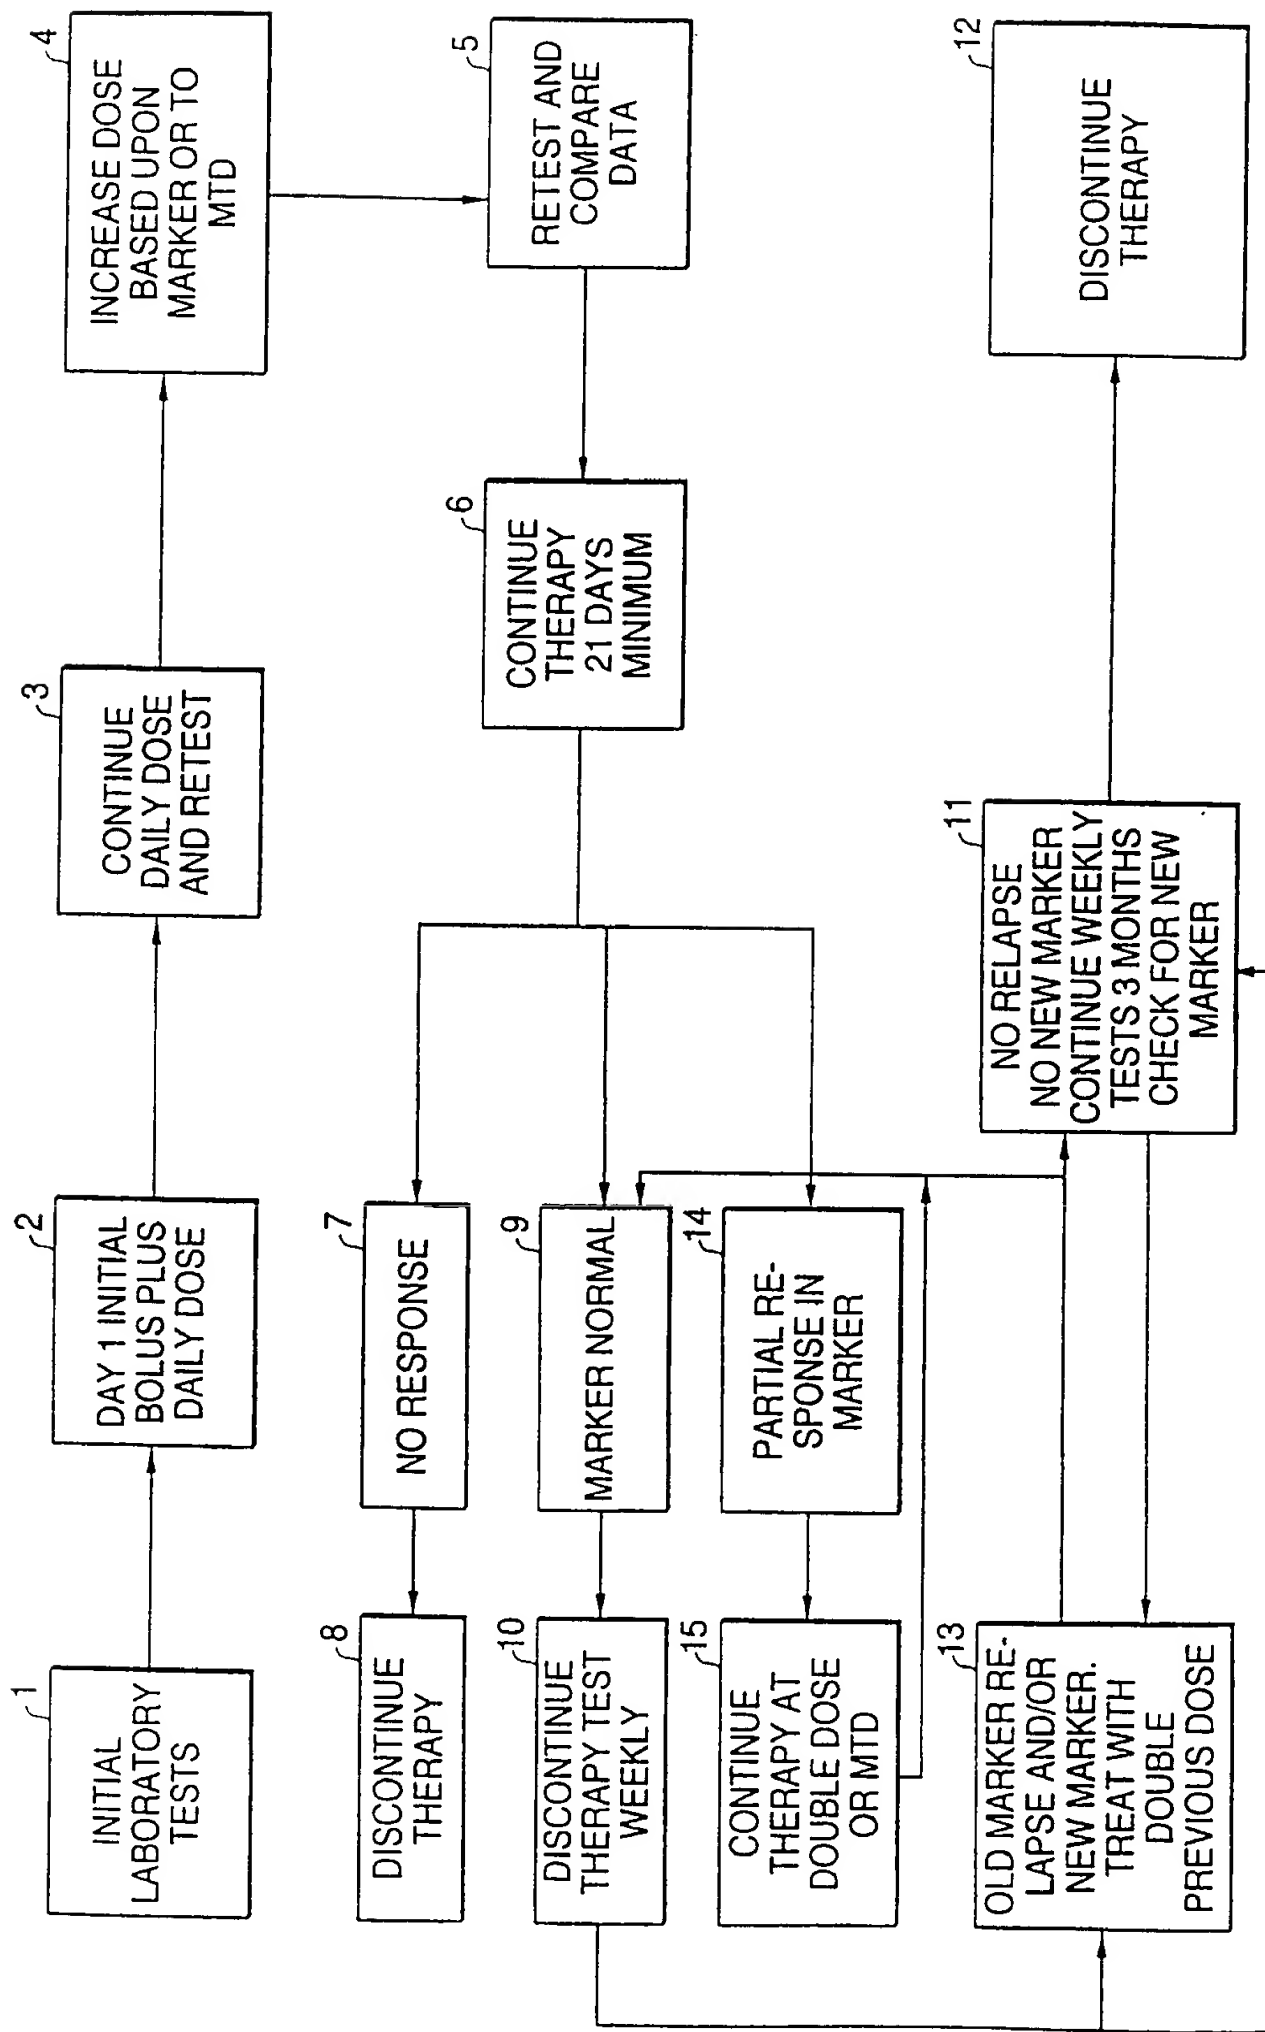 1
INITIAL
LABORATORY
TESTS
2
DAY 1 INITIAL
BOLUS PLUS
DAILY DOSE
3
CONTINUE
DAILY DOSE
AND RETEST
4
INCREASE DOSE
BASED UPON
MARKER OR TO
MTD
5
RETEST AND
COMPARE
DATA
6
CONTINUE
THERAPY
21 DAYS
MINIMUM
7
NO RESPONSE
8
DISCONTINUE
THERAPY
9
MARKER NORMAL
10
DISCONTINUE
THERAPY TEST
WEEKLY
14
PARTIAL RE-
SPONSE IN
MARKER
15
CONTINUE
THERAPY AT
DOUBLE DOSE
OR MTD
13
OLD MARKER RE-
LAPSE AND/OR
NEW MARKER.
TREAT WITH
DOUBLE
PREVIOUS DOSE
11
NO RELAPSE
NO NEW MARKER
CONTINUE WEEKLY
TESTS 3 MONTHS
CHECK FOR NEW
MARKER
12
DISCONTINUE
THERAPY